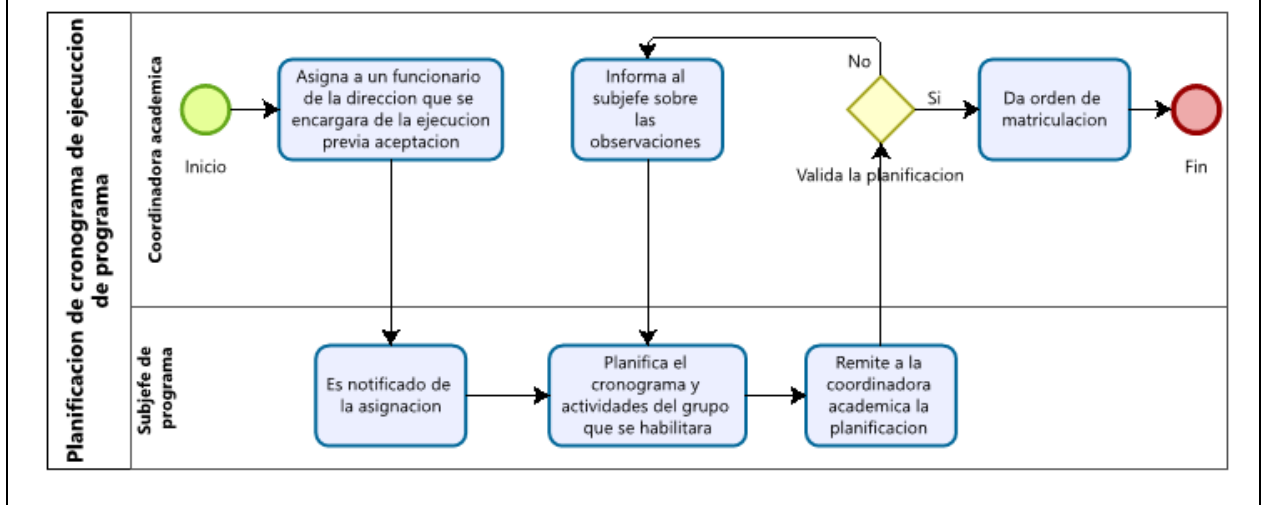 Planificacion de cronograma de ejecuccion
de programa
Coordinadora academica
Inicio
Asigna a un funcionario
de la direccion que se
encargara de la ejecucion
previa aceptacion
Informa al
subjefe sobre
las
observaciones
No
Si
Valida la planificacion
Da orden de
matriculacion
Fin
Subjefe de
programa
Es notificado de
la asignacion
Planifica el
cronograma y
actividades del grupo
que se habilitara
Remite a la
coordinadora
academica la
planificacion